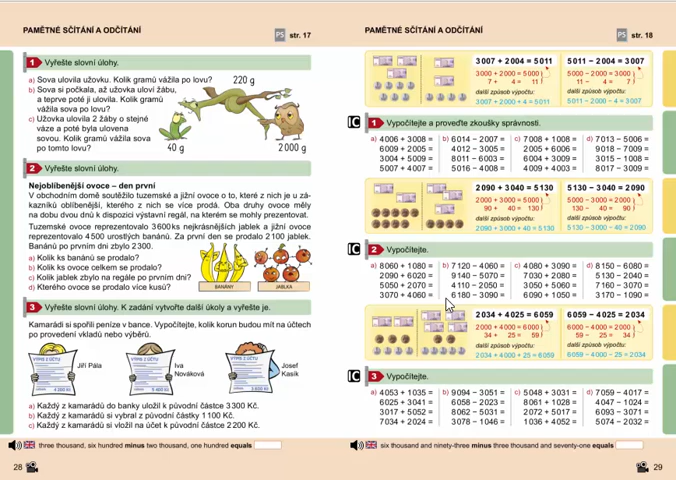 PAMĚTNÉ SČÍTÁNÍ A ODČÍTÁNÍ
PS str. 17
1 Vyřešte slovní úlohy.
a) Sova ulovila užovku. Kolik gramů vážila po lovu?
b) Sova si počkala, až užovka uloví žábu,
a teprve poté ji ulovila. Kolik gramů
vážila sova po lovu?
c) Užovka ulovila 2 žáby o stejné
váze a poté byla ulovena
sovou. Kolik gramů vážila sova
po tomto lovu?
220 g
40 g
2 000 g
2 Vyřešte slovní úlohy.
Nejoblíbenější ovoce – den první
V obchodním domě soutěžilo tuzemské a jižní ovoce o to, které z nich je u zá-
kazníků oblíbenější, kterého z nich se více prodá. Oba druhy ovoce měly
na dobu dvou dnů k dispozici výstavní regál, na kterém se mohly prezentovat.
Tuzemské ovoce reprezentovalo 3 600 ks nejkrásnějších jablek a jižní ovoce
reprezentovalo 4 500 urostlých banánů. Za první den se prodalo 2 100 jablek.
Banánů po prvním dni zbylo 2 300.
a) Kolik ks banánů se prodalo?
b) Kolik ks ovoce celkem se prodalo?
c) Kolik jablek zbylo na regále po prvním dni?
d) Kterého ovoce se prodalo více kusů?
BANÁNY
JABLKA
3 Vyřešte slovní úlohy. K zadání vytvořte další úkoly a vyřešte je.
Kamarádi si spořili peníze v bance. Vypočítejte, kolik korun budou mít na účtech
po provedení vkladů nebo výběrů.
VÝPIS Z ÚČTU
Jiří Pála
VÝPIS Z ÚČTU
Iva
Nováková
VÝPIS Z ÚČTU
Josef
Kasík
a) Každý z kamarádů do banky uložil k původní částce 3 300 Kč.
b) Každý z kamarádů si vybral z původní částky 1 100 Kč.
c) Každý z kamarádů si vložil na účet k původní částce 2 200 Kč.
three thousand, six hundred minus two thousand, one hundred equals
28
PAMĚTNÉ SČÍTÁNÍ A ODČÍTÁNÍ
PS str. 18
3 007 + 2 004 = 5 011
3 000 + 2 000 = 5 000
7 + 4 = 11
další způsob výpočtu:
3 007 + 2 000 + 4 = 5 011
5 011 – 2 004 = 3 007
5 000 – 2 000 = 3 000
11 – 4 = 7
další způsob výpočtu:
5 011 – 2 000 – 4 = 3 007
1 Vypočítejte a proveďte zkoušky správnosti.
a) 4 006 + 3 008 = b) 6 014 – 2 007 = c) 7 008 + 1 008 = d) 7 013 – 5 006 =
6 009 + 2 005 = 4 012 – 3 005 = 2 005 + 6 006 = 9 018 – 7 009 =
3 004 + 5 009 = 8 011 – 6 003 = 6 004 + 3 009 = 3 015 – 1 008 =
5 007 + 4 007 = 5 016 – 4 008 = 4 009 + 4 003 = 8 017 – 2 008 =
2 090 + 3 040 = 5 130
2 000 + 3 000 = 5 000
90 + 40 = 130
další způsob výpočtu:
2 090 + 3 000 + 40 = 5 130
5 130 – 3 040 = 2 090
5 000 – 3 000 = 2 000
130 – 40 = 90
další způsob výpočtu:
5 130 – 3 000 – 40 = 2 090
2 Vypočítejte.
a) 8 060 + 1 080 = b) 7 120 – 4 060 = c) 4 080 + 3 090 = d) 8 150 – 6 080 =
2 090 + 6 020 = 9 140 – 5 070 = 7 030 + 2 080 = 5 130 – 2 040 =
5 050 + 2 070 = 4 110 – 2 080 = 3 050 + 5 060 = 7 160 – 3 070 =
3 070 + 4 060 = 6 180 – 3 090 = 6 090 + 1 050 = 3 170 – 1 090 =
2 034 + 4 025 = 6 059
2 000 + 4 000 = 6 000
34 + 25 = 59
další způsob výpočtu:
2 034 + 4 000 + 25 = 6 059
6 059 – 4 025 = 2 034
6 000 – 4 000 = 2 000
59 – 25 = 34
další způsob výpočtu:
6 059 – 4 000 – 25 = 2 034
3 Vypočítejte.
a) 4 053 + 1 035 = b) 9 094 – 3 051 = c) 5 048 + 3 031 = d) 7 059 – 4 017 =
6 025 + 3 041 = 6 058 – 2 023 = 8 061 + 1 028 = 4 047 – 1 024 =
3 017 + 5 052 = 8 062 – 5 031 = 2 072 + 5 017 = 6 093 – 3 071 =
7 034 + 2 024 = 3 078 – 1 046 = 1 036 + 4 052 = 5 074 – 2 032 =
six thousand and ninety-three minus three thousand and seventy-one equals
29